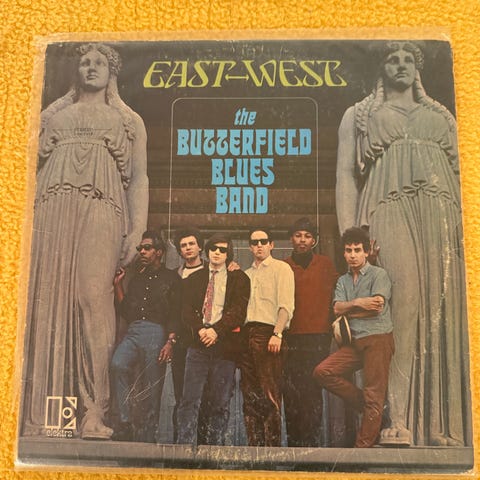 EAST-WEST
the
BUTTERFIELD
BLUES
BAND
elektra